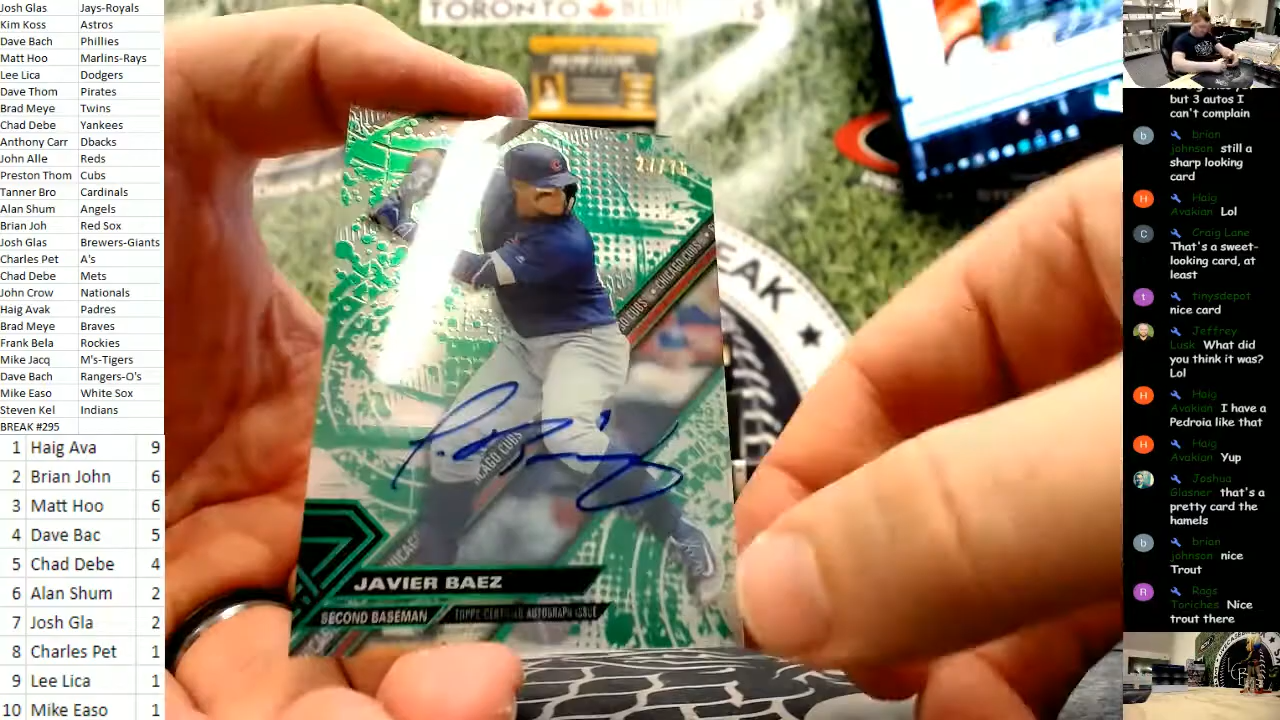 Josh Glas Jays-Royals
Kim Koss Astros
Dave Bach Phillies
Matt Hoo Marlins-Rays
Lee Lica Dodgers
Dave Thom Pirates
Brad Meye Twins
Chad Debe Yankees
Anthony Carr Dbacks
John Alle Reds
Preston Thom Cubs
Tanner Bro Cardinals
Alan Shum Angels
Brian Joh Red Sox
Josh Glas Brewers-Giants
Charles Pet A's
Chad Debe Mets
John Crow Nationals
Haig Avak Padres
Brad Meye Braves
Frank Bela Rockies
Mike Jacq M's-Tigers
Dave Bach Rangers-O's
Mike Easo White Sox
Steven Kel Indians
BREAK #295
1 Haig Ava 9
2 Brian John 6
3 Matt Hoo 6
4 Dave Bac 5
5 Chad Debe 4
6 Alan Shum 2
7 Josh Gla 2
8 Charles Pet 1
9 Lee Lica 1
10 Mike Easo 1
TORONTO BLUE JAYS
CHICAGO CUBS
CUBS
CHICAGO CUBS
CHICAGO
JAVIER BAEZ
SECOND BASEMAN TOPPS CERTIFIED AUTOGRAPH ISSUE
BREAK
but 3 autos I
can't complain
brian
johnson still a
sharp looking
card
Haig
Avakian Lol
Craig Lane
That's a sweet-
looking card, at
least
tinysdepot
nice card
Jeffrey
Lusk What did
you think it was?
Lol
Haig
Avakian I have a
Pedroia like that
Haig
Avakian Yup
Joshua
Glasner that's a
pretty card the
hamels
brian
johnson nice
Trout
Rags
Toriches Nice
trout there